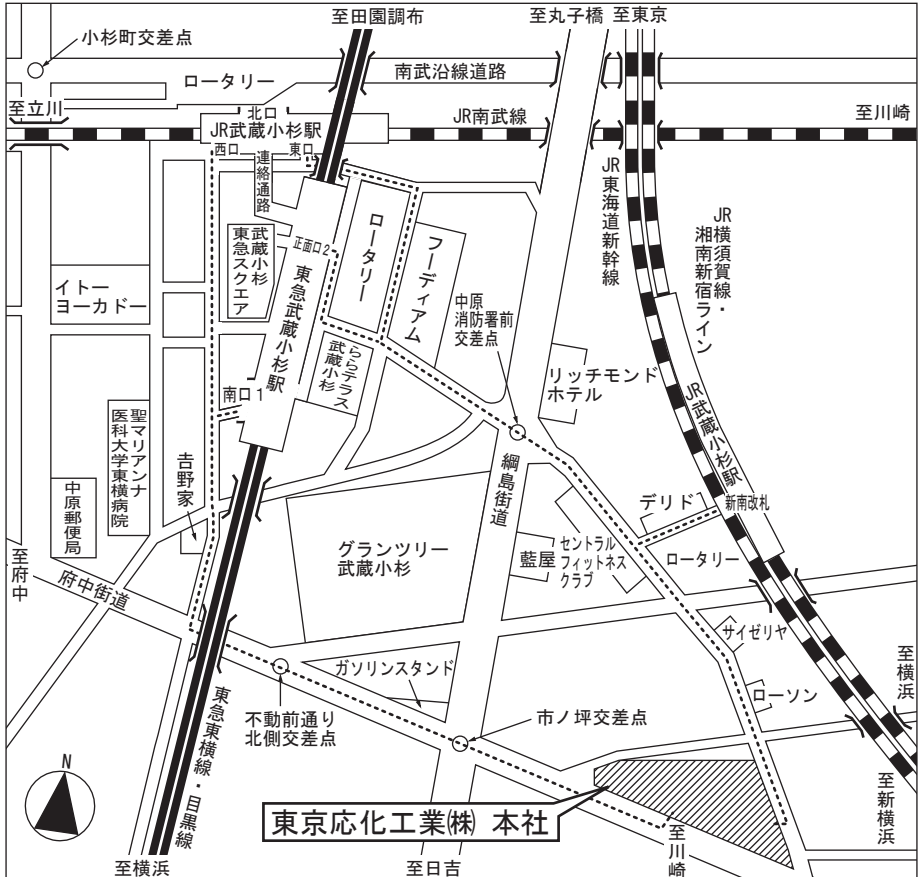 至田園調布
至丸子橋
至東京
小杉町交差点
ロータリー
南武沿線道路
至立川
北口
JR武蔵小杉駅
西口
東口
JR南武線
至川崎
連絡通路
JR東海道新幹線
JR横須賀線・
湘南新宿ライン
武蔵小杉
東急スクエア
正面口2
ロータリー
フーディアム
イトー
ヨーカドー
東急武蔵小杉駅
中原
消防署前
交差点
ららテラス
武蔵小杉
リッチモンド
ホテル
JR武蔵小杉駅
南口1
聖マリアンナ
医科大学東横病院
吉野家
綱島街道
デリド
新南改札
中原郵便局
グランツリー
武蔵小杉
藍屋
セントラル
フィットネス
クラブ
ロータリー
至府中
府中街道
サイゼリヤ
ガソリンスタンド
至横浜
ローソン
不動前通り
北側交差点
東急東横線・目黒線
市ノ坪交差点
N
東京応化工業㈱ 本社
至川崎
至新横浜
至横浜
至日吉